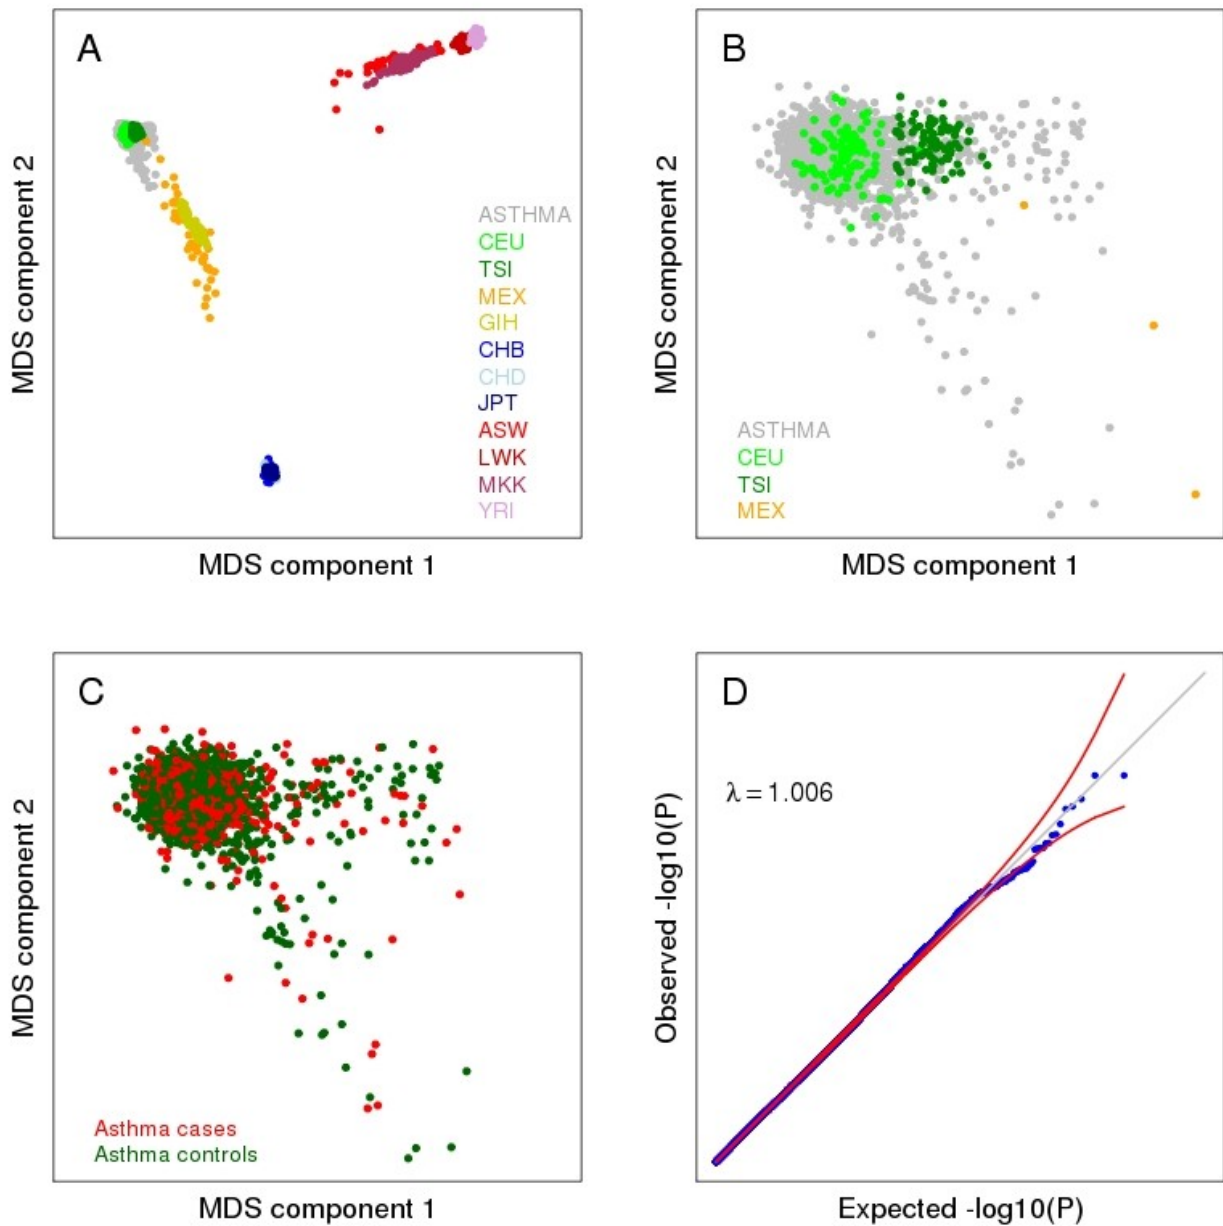 A
MDS component 2
ASTHMA
CEU
TSI
MEX
GIH
CHB
CHD
JPT
ASW
LWK
MKK
YRI
MDS component 1
B
MDS component 2
ASTHMA
CEU
TSI
MEX
MDS component 1
C
MDS component 2
Asthma cases
Asthma controls
MDS component 1
D
λ = 1.006
Observed -log10(P)
Expected -log10(P)